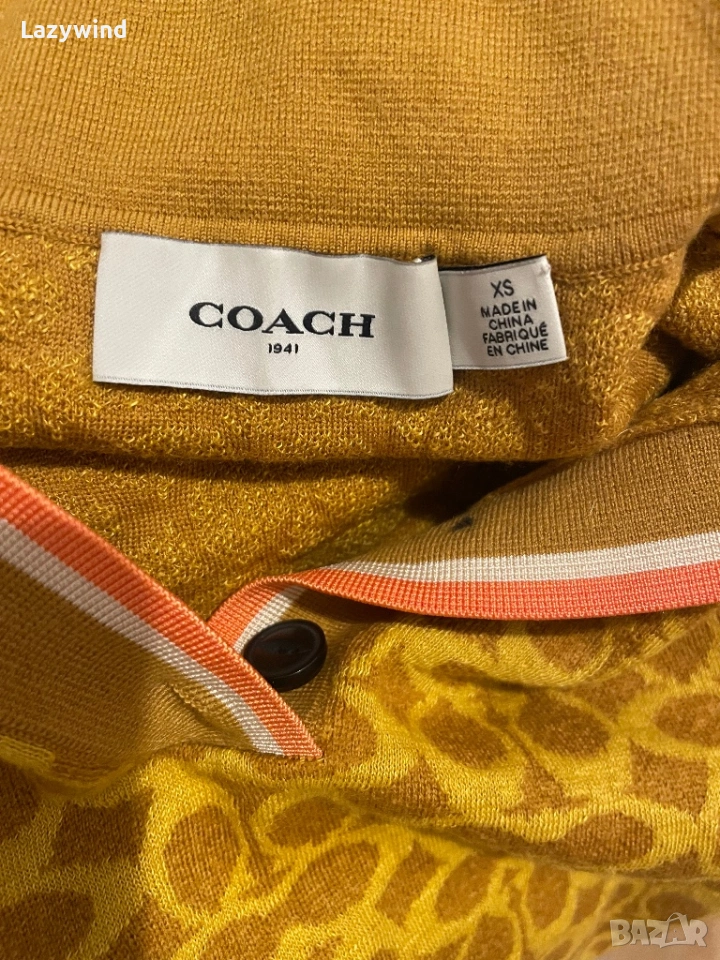 Lazywind
COACH
1941
XS
MADE IN
CHINA
FABRIQUÉ
EN CHINE
BAZAR